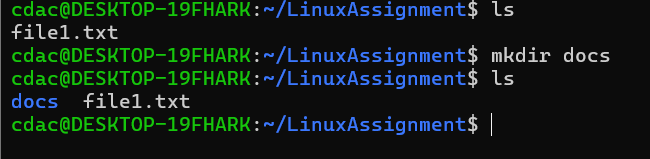 cdac@DESKTOP-19FHARK:~/LinuxAssignment$ ls
file1.txt
cdac@DESKTOP-19FHARK:~/LinuxAssignment$ mkdir docs
cdac@DESKTOP-19FHARK:~/LinuxAssignment$ ls
docs  file1.txt
cdac@DESKTOP-19FHARK:~/LinuxAssignment$